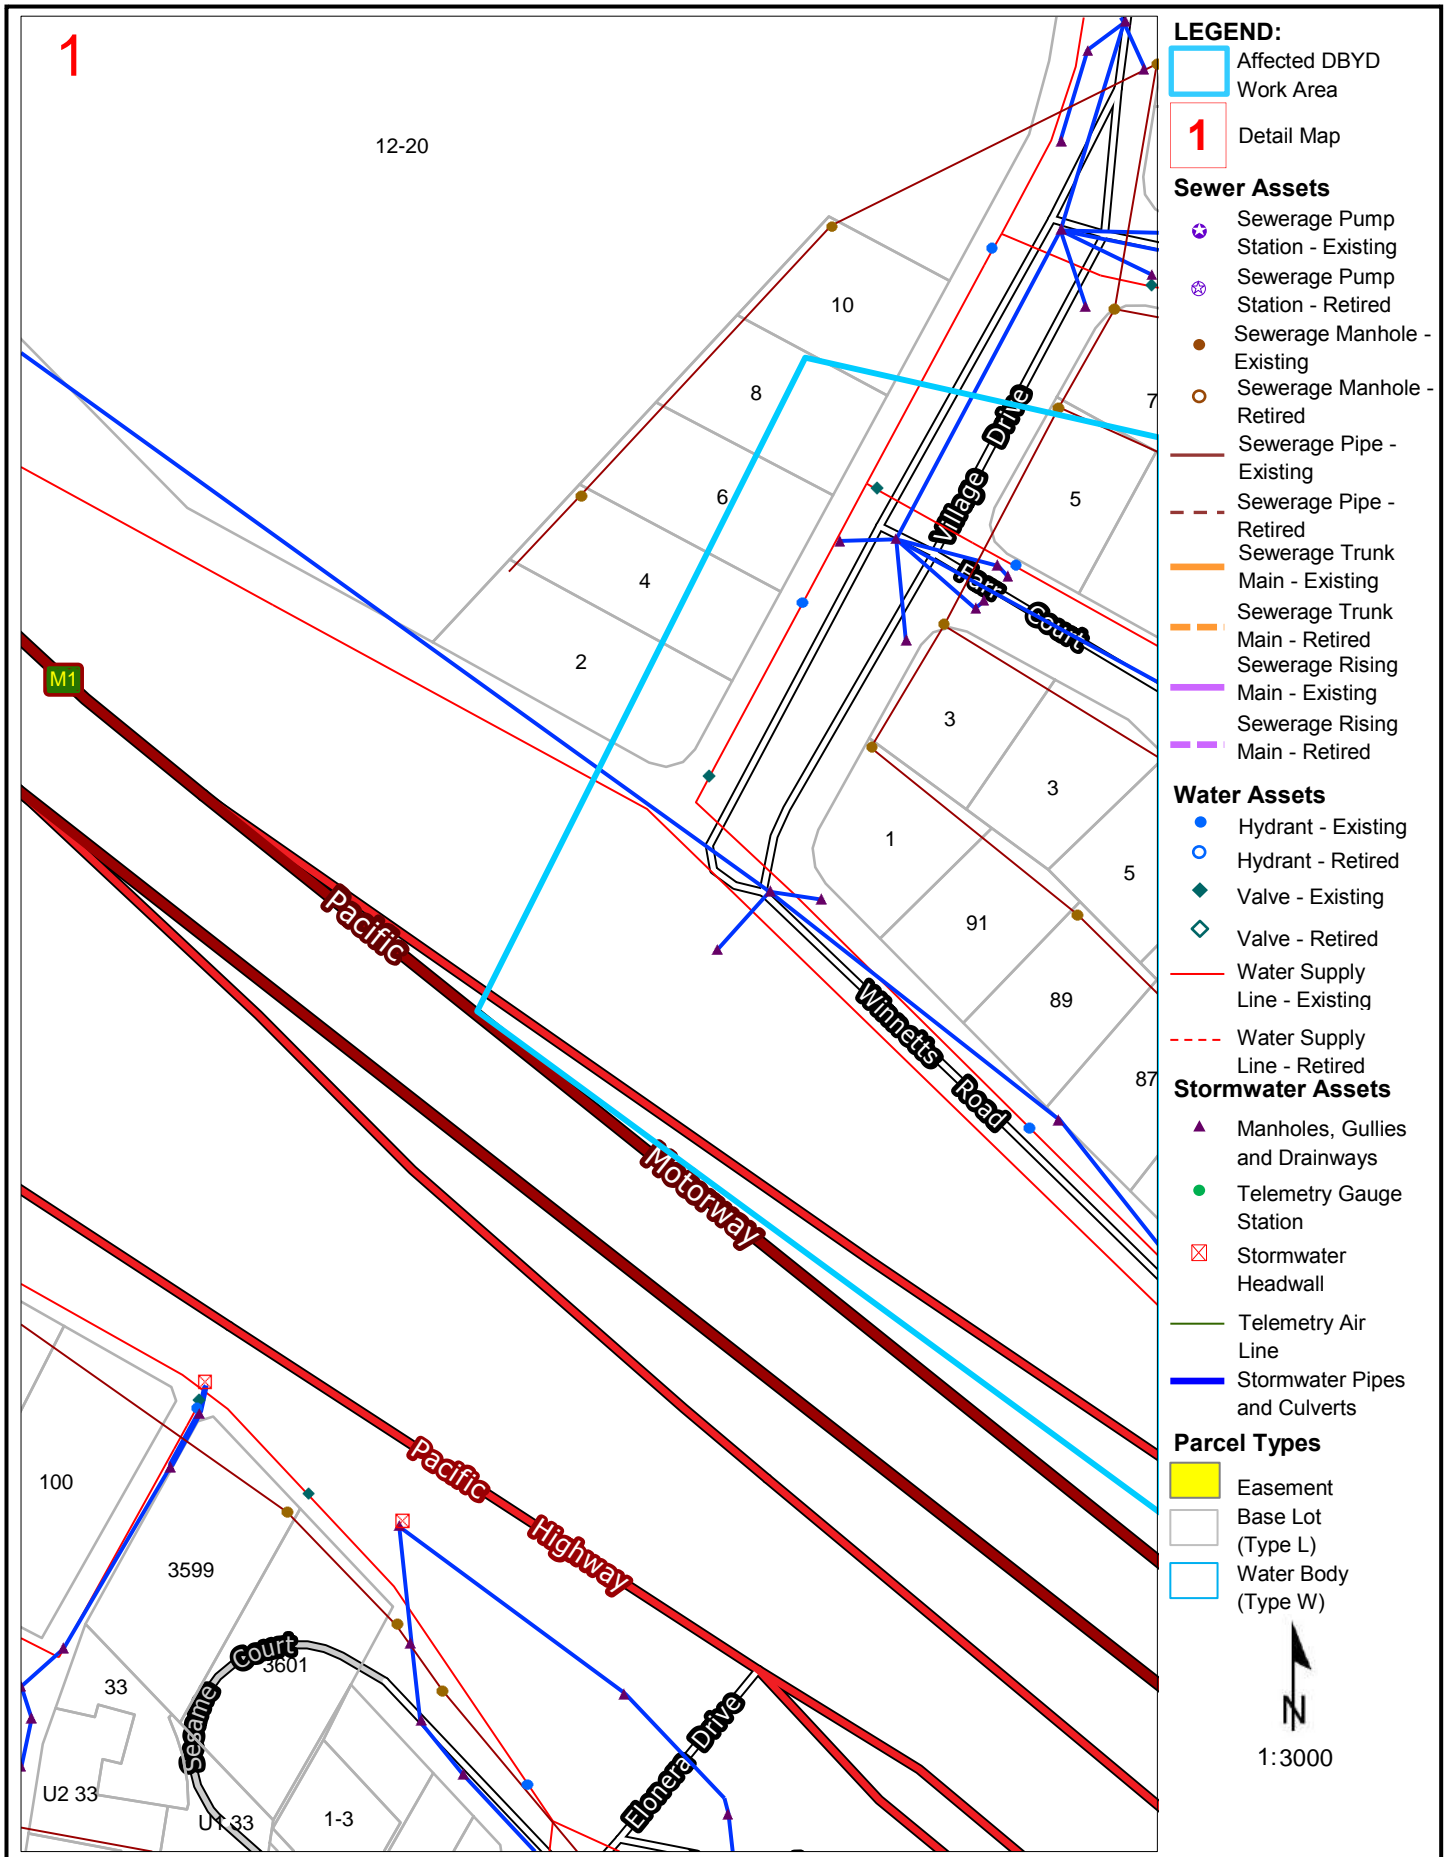 1
12-20
10
8
6
4
2
7
5
3
3
1
5
91
89
87
Village Drive
Farr Court
M1
Pacific
Motorway
Winnetts Road
Pacific
Highway
100
3599
3601
33
U2 33
U1 33
1-3
Sesame Court
Elonera Drive
LEGEND:
Affected DBYD
Work Area
1
Detail Map
Sewer Assets
Sewerage Pump
Station - Existing
Sewerage Pump
Station - Retired
Sewerage Manhole -
Existing
Sewerage Manhole -
Retired
Sewerage Pipe -
Existing
Sewerage Pipe -
Retired
Sewerage Trunk
Main - Existing
Sewerage Trunk
Main - Retired
Sewerage Rising
Main - Existing
Sewerage Rising
Main - Retired
Water Assets
Hydrant - Existing
Hydrant - Retired
Valve - Existing
Valve - Retired
Water Supply
Line - Existing
Water Supply
Line - Retired
Stormwater Assets
Manholes, Gullies
and Drainways
Telemetry Gauge
Station
Stormwater
Headwall
Telemetry Air
Line
Stormwater Pipes
and Culverts
Parcel Types
Easement
Base Lot
(Type L)
Water Body
(Type W)
N
1:3000